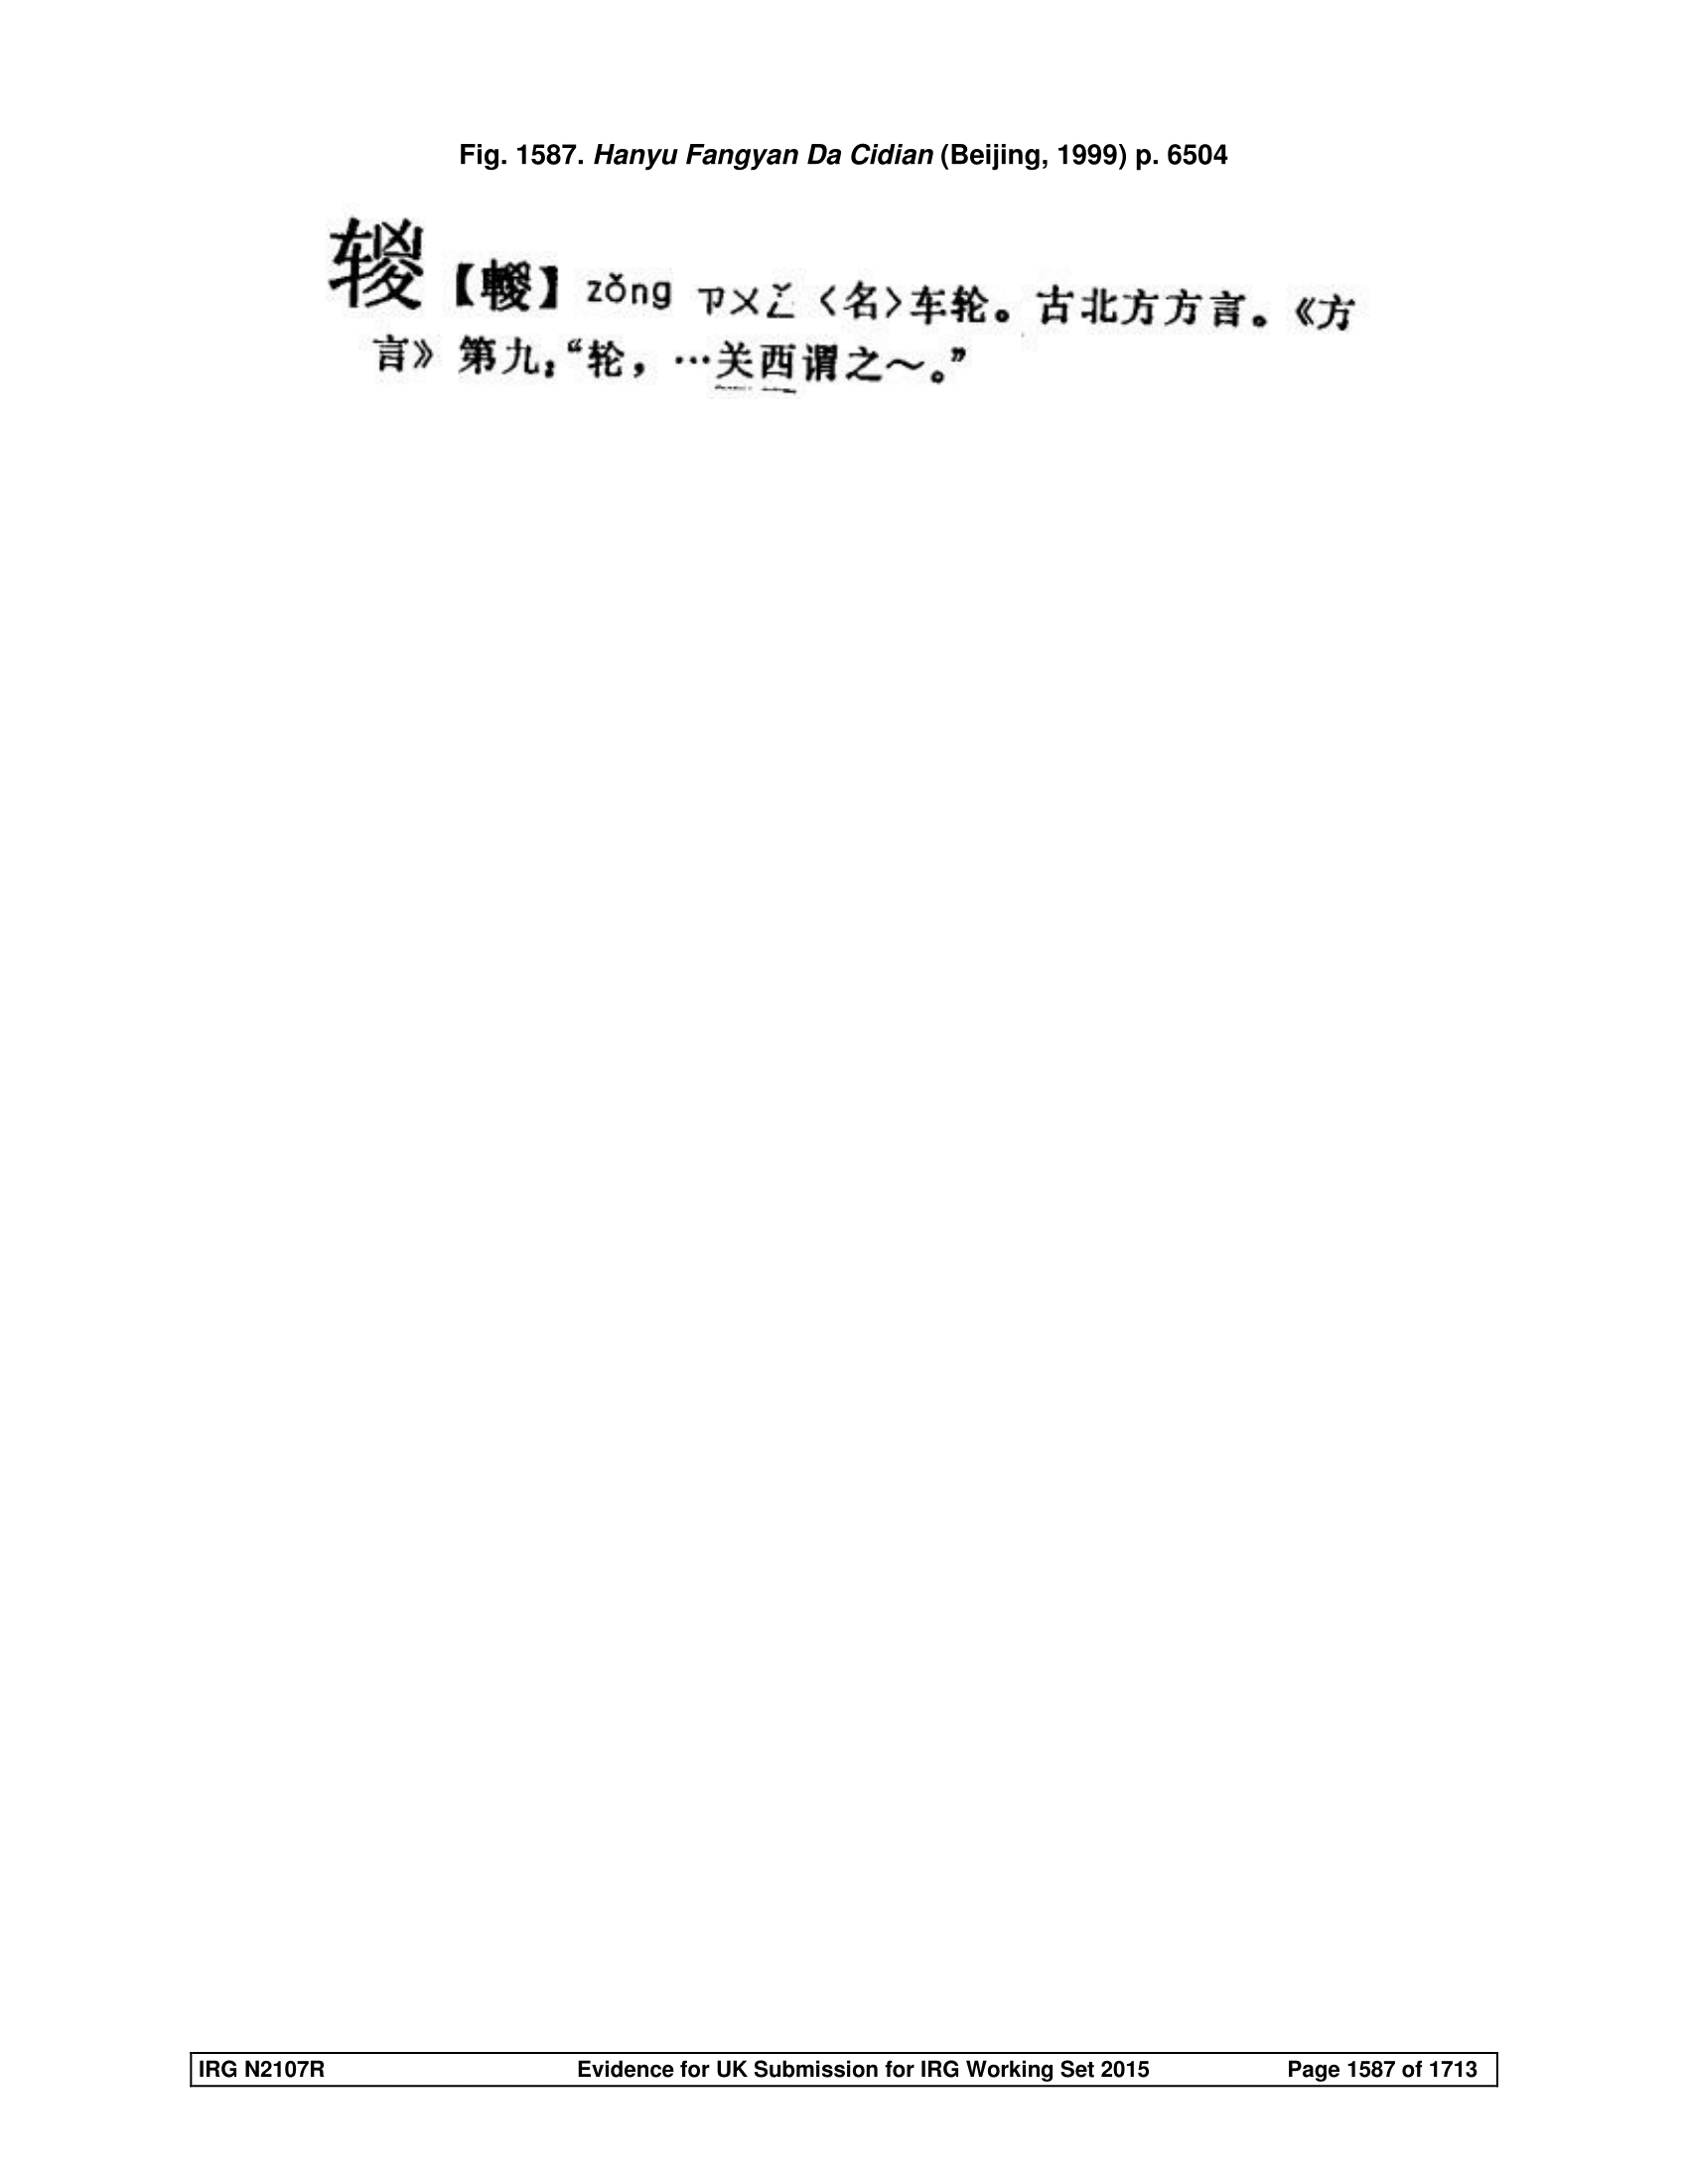 Fig. 1587. Hanyu Fangyan Da Cidian (Beijing, 1999) p. 6504
【】 zǒng ㄗㄨㄥˇ 〈名〉车轮。古北方方言。《方
言》第九:“轮,…关西谓之～。”
IRG N2107R Evidence for UK Submission for IRG Working Set 2015 Page 1587 of 1713